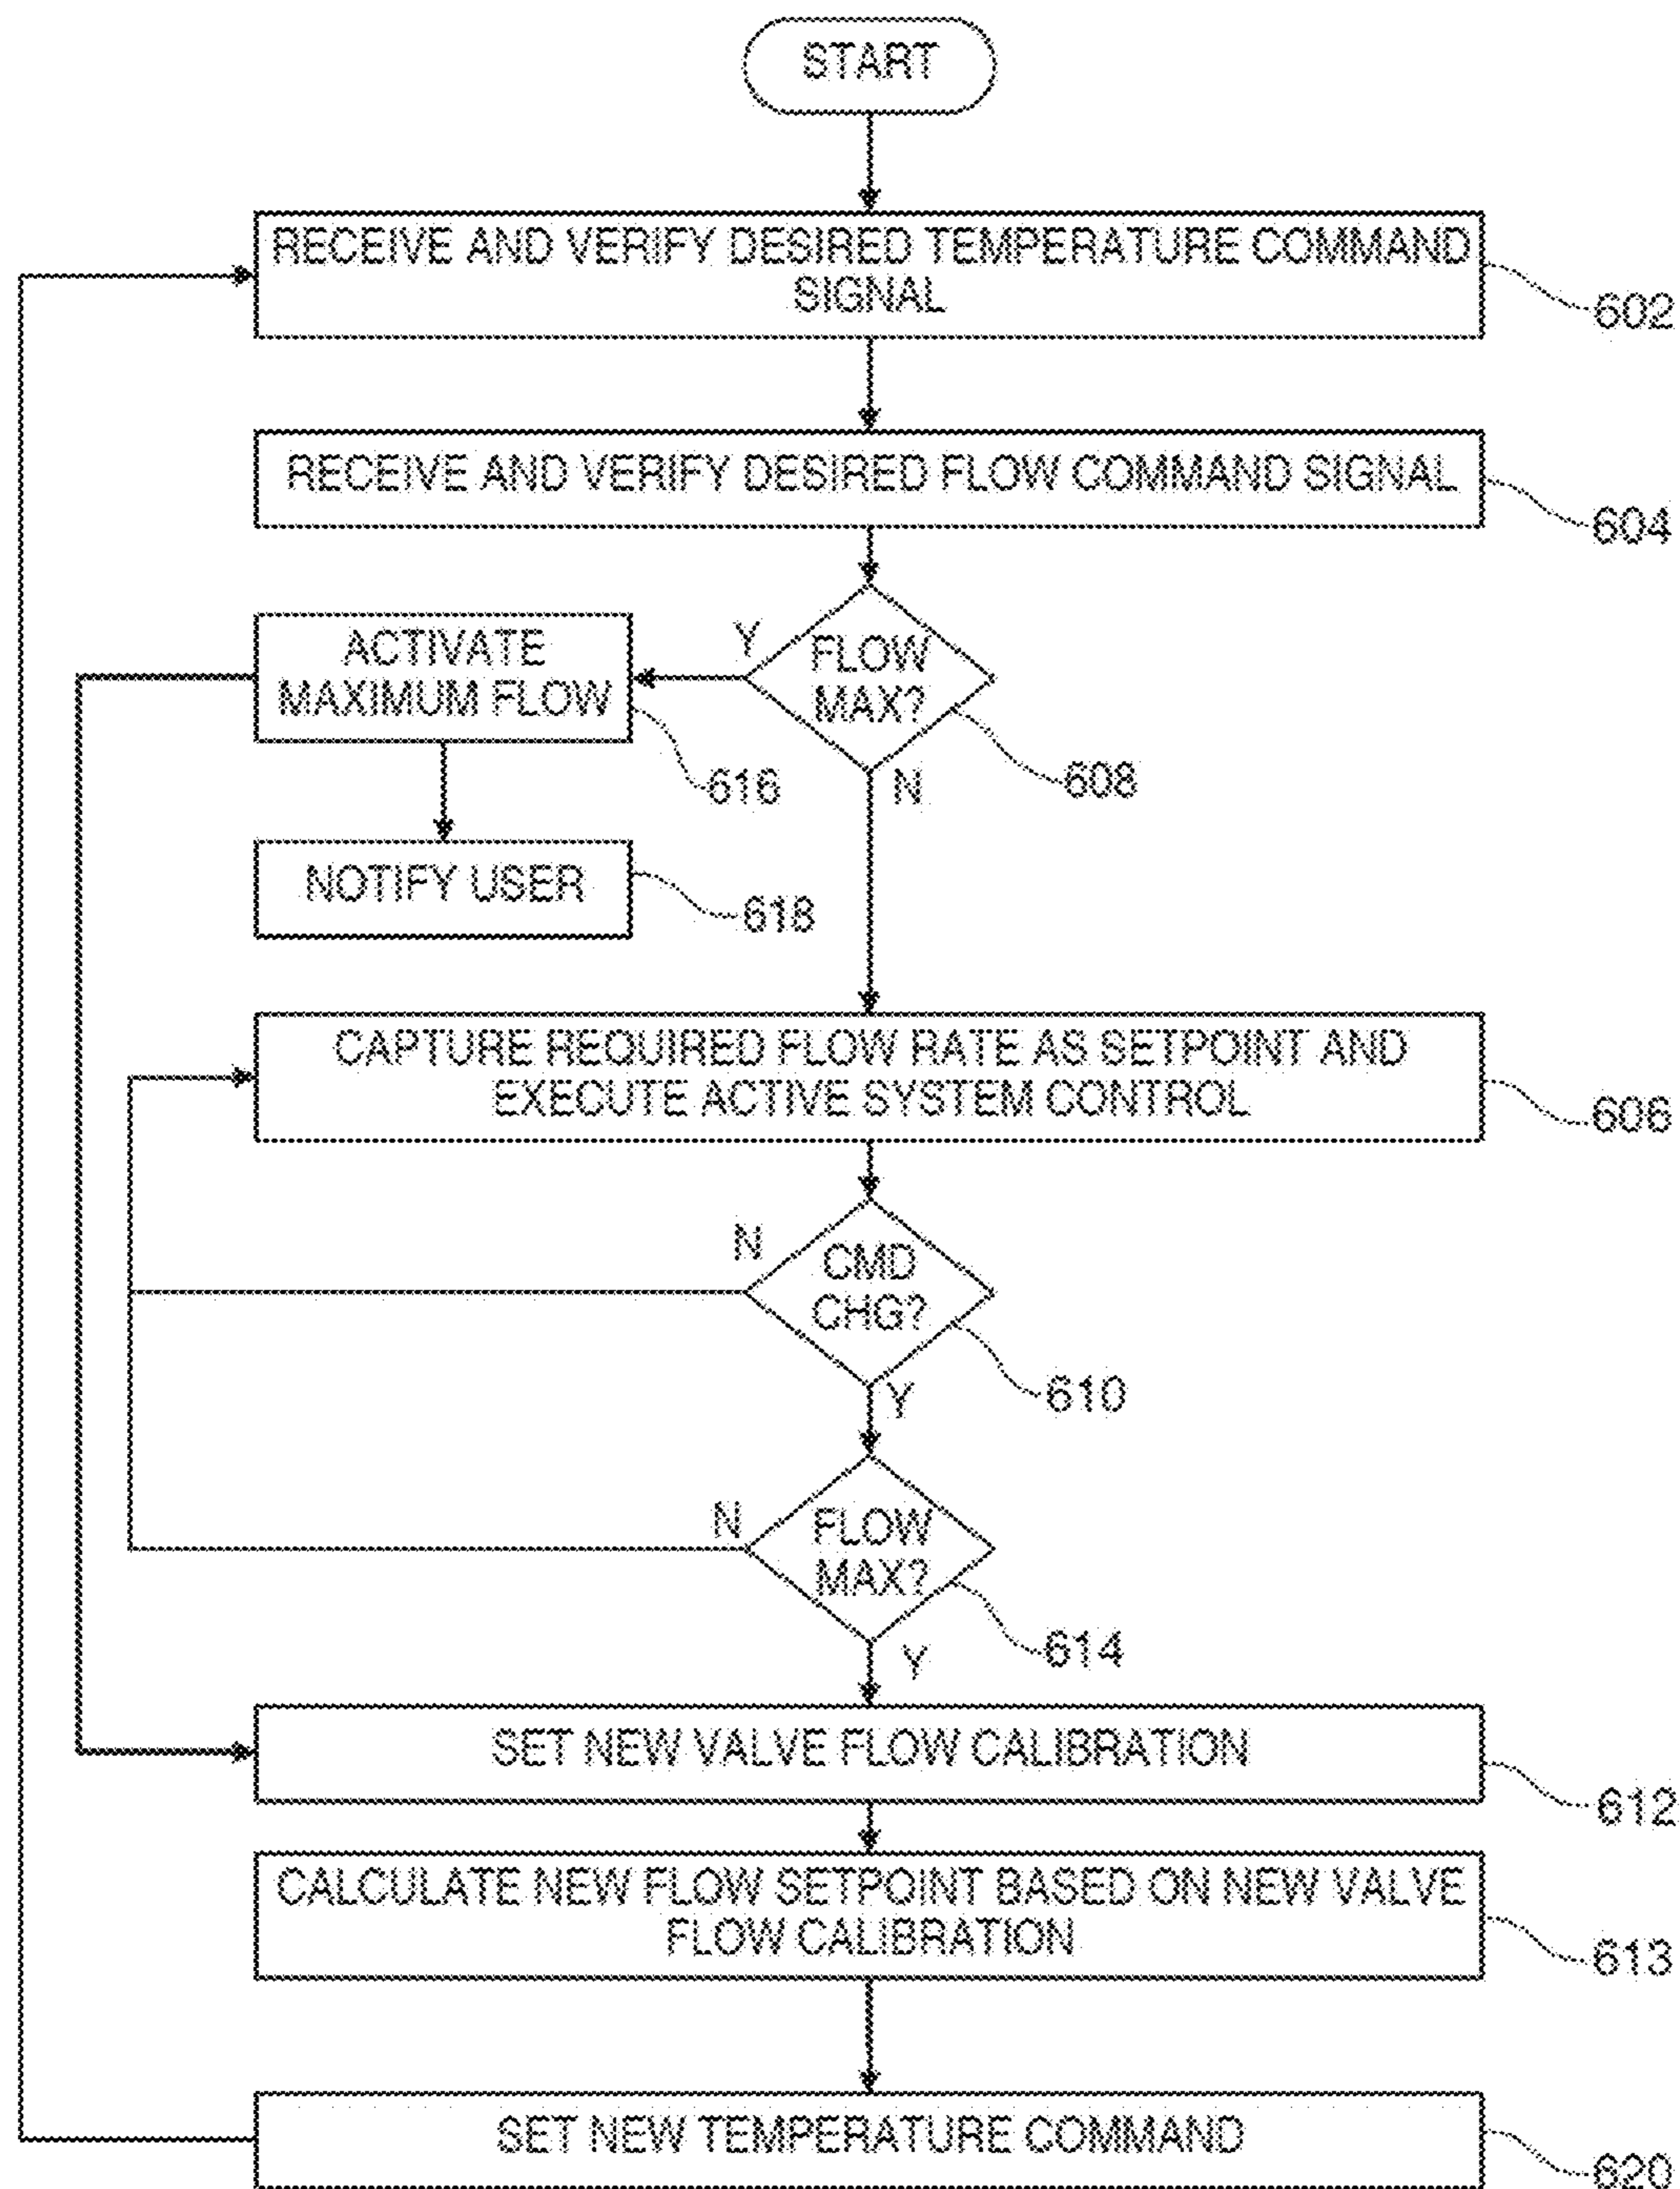 START
RECEIVE AND VERIFY DESIRED TEMPERATURE COMMAND
SIGNAL
602
RECEIVE AND VERIFY DESIRED FLOW COMMAND SIGNAL
604
ACTIVATE
MAXIMUM FLOW
616
Y
FLOW
MAX?
608
N
NOTIFY USER
618
CAPTURE REQUIRED FLOW RATE AS SETPOINT AND
EXECUTE ACTIVE SYSTEM CONTROL
606
N
CMD
CHG?
610
Y
N
FLOW
MAX?
614
Y
SET NEW VALVE FLOW CALIBRATION
612
CALCULATE NEW FLOW SETPOINT BASED ON NEW VALVE
FLOW CALIBRATION
613
SET NEW TEMPERATURE COMMAND
620